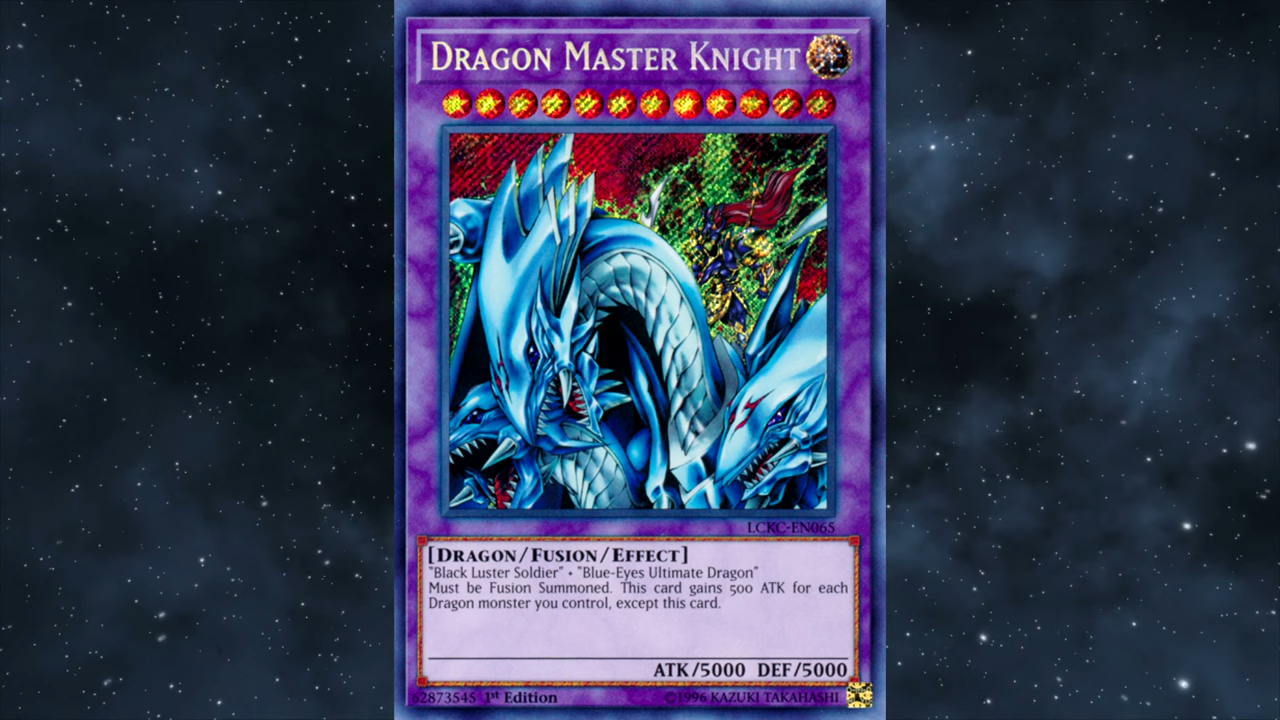 DRAGON MASTER KNIGHT
LCKC-EN065
[DRAGON/FUSION/EFFECT]
"Black Luster Soldier" + "Blue-Eyes Ultimate Dragon"
Must be Fusion Summoned. This card gains 500 ATK for each
Dragon monster you control, except this card.
ATK/5000 DEF/5000
62873545 1st Edition ©1996 KAZUKI TAKAHASHI